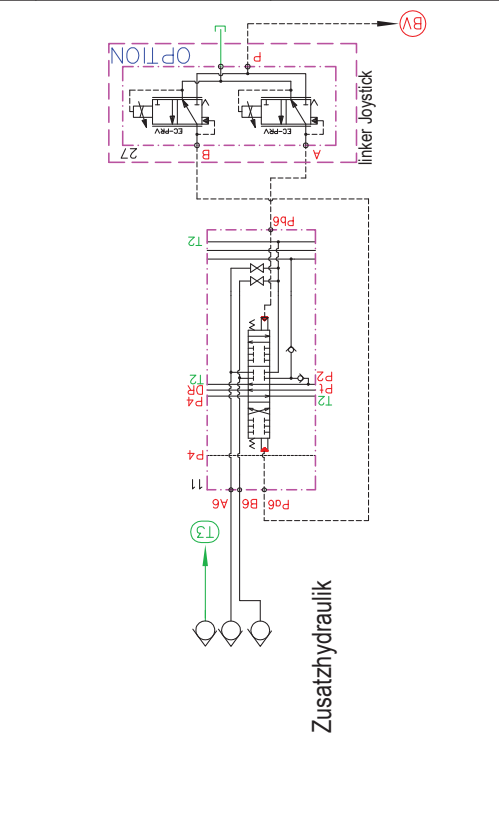 BV
OPTION
P
EC-PRV
EC-PRV
27
B
A
linker Joystick
Pb6
T2
T2
DR
P4
P2
Pt
T2
P4
11
A6
B6
Pa6
T3
Zusatzhydraulik